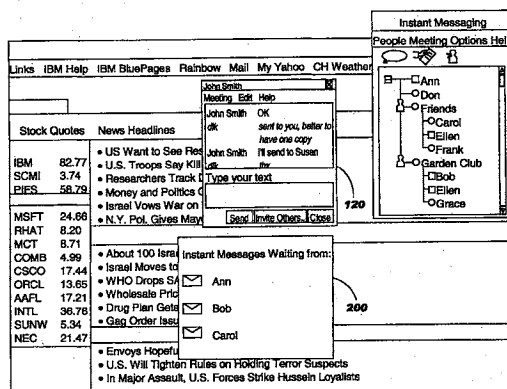 Instant Messaging
People Meeting Options Hel
Ann
Don
Friends
Carol
Ellen
Frank
Garden Club
Bob
Ellen
Grace
Links IBM Help IBM BluePages Rainbow Mail My Yahoo CH Weather
John Smith
Meeting Edit Help
John Smith OK
dlk sent to you, better to
have one copy
John Smith I'll send to Susan
dlk thx
Type your text
Send Invite Others.. Close
120
Stock Quotes News Headlines
IBM 82.77
SCMI 3.74
PIFS 58.79
MSFT 24.66
RHAT 8.20
MCT 8.71
COMB 4.99
CSCO 17.44
ORCL 13.65
AAFL 17.21
INTL 36.76
SUNW 5.34
NEC 21.47
• US Want to See Res
• U.S. Troops Say Kill
• Researchers Track D
• Money and Politics C
• Israel Vows War on
• N.Y. Pol. Gives May
• About 100 Israe
• Israel Moves to
• WHO Drops SA
• Wholesale Pric
• Drug Plan Gets
• Gag Order Issu
Instant Messages Waiting from:
Ann
Bob
Carol
200
• Envoys Hopefu
• U.S. Will Tighten Rules on Holding Terror Suspects
• In Major Assault, U.S. Forces Strike Hussein Loyalists